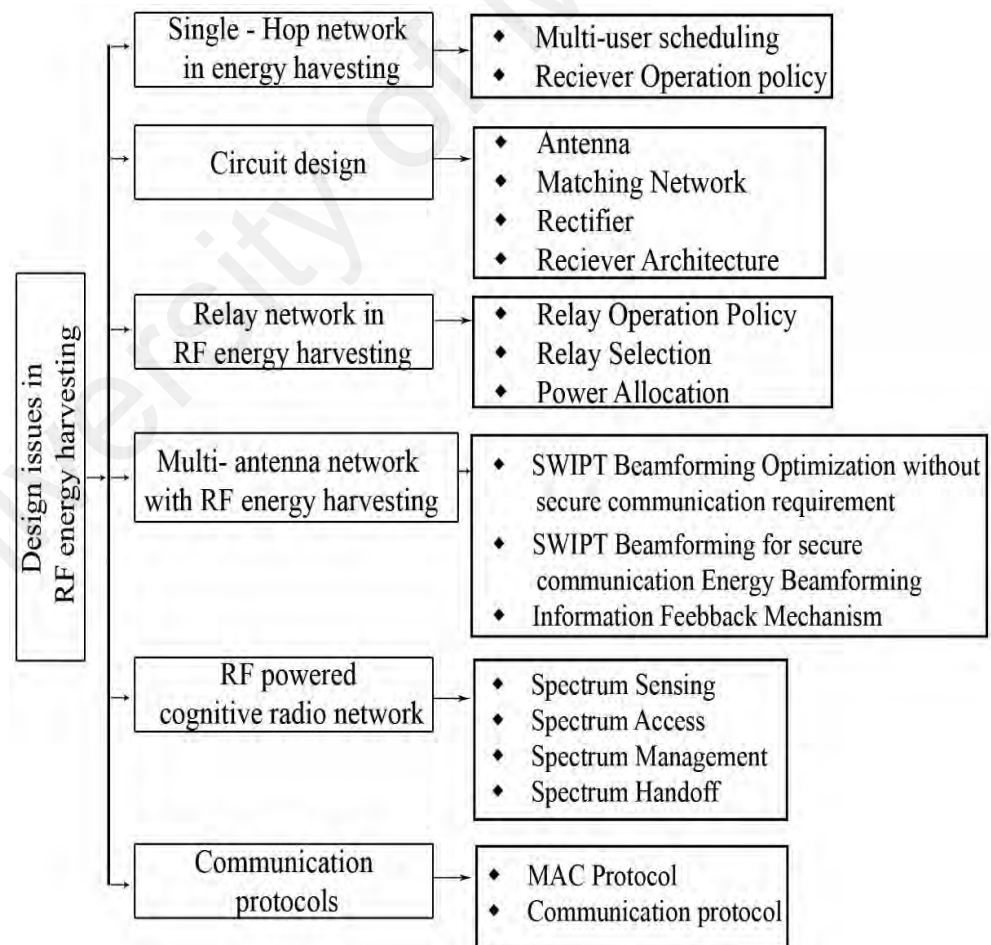 Design issues in
RF energy harvesting
Single - Hop network
in energy havesting
◆ Multi-user scheduling
◆ Reciever Operation policy
Circuit design
◆ Antenna
◆ Matching Network
◆ Rectifier
◆ Reciever Architecture
Relay network in
RF energy harvesting
◆ Relay Operation Policy
◆ Relay Selection
◆ Power Allocation
Multi- antenna network
with RF energy harvesting
◆ SWIPT Beamforming Optimization without
secure communication requirement
◆ SWIPT Beamforming for secure
communication Energy Beamforming
◆ Information Feebback Mechanism
RF powered
cognitive radio network
◆ Spectrum Sensing
◆ Spectrum Access
◆ Spectrum Management
◆ Spectrum Handoff
Communication
protocols
◆ MAC Protocol
◆ Communication protocol